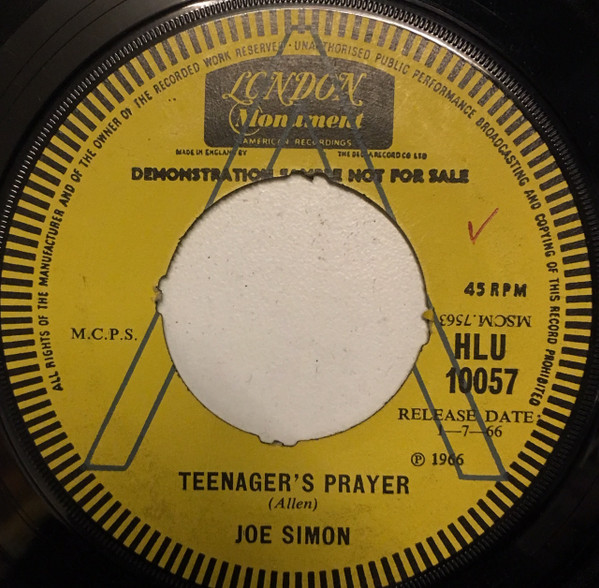 ALL RIGHTS OF THE MANUFACTURER AND OF THE OWNER OF THE RECORDED WORK RESERVED · UNAUTHORISED PUBLIC PERFORMANCE BROADCASTING AND COPYING OF THIS RECORD PROHIBITED
LONDON
Monument
AMERICAN RECORDINGS
MADE IN ENGLAND BY THE DECCA RECORD CO LTD
DEMONSTRATION SAMPLE NOT FOR SALE
A
45 RPM
MSCM.7563
M.C.P.S.
HLU
10057
RELEASE DATE:
1—7—66
℗ 1966
TEENAGER'S PRAYER
(Allen)
JOE SIMON